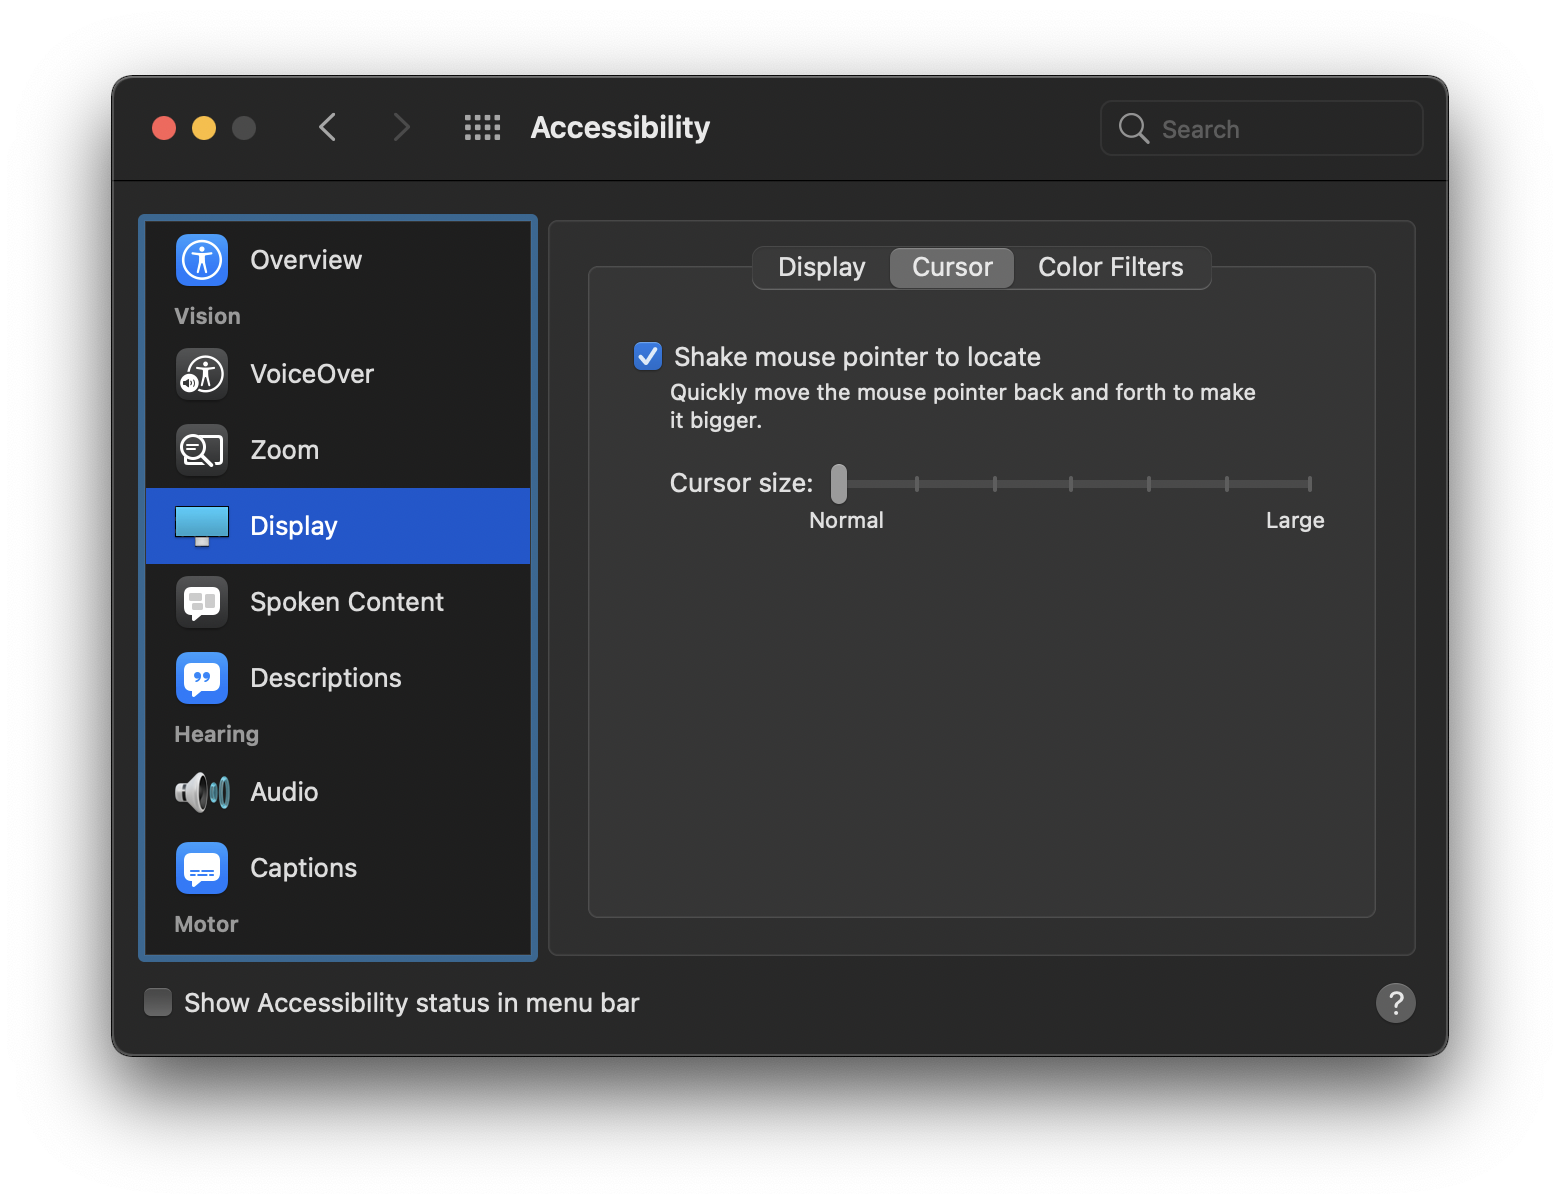 Accessibility
Search
Overview
Vision
VoiceOver
Zoom
Display
Spoken Content
Descriptions
Hearing
Audio
Captions
Motor
Display Cursor Color Filters
Shake mouse pointer to locate
Quickly move the mouse pointer back and forth to make
it bigger.
Cursor size:
Normal Large
Show Accessibility status in menu bar
?